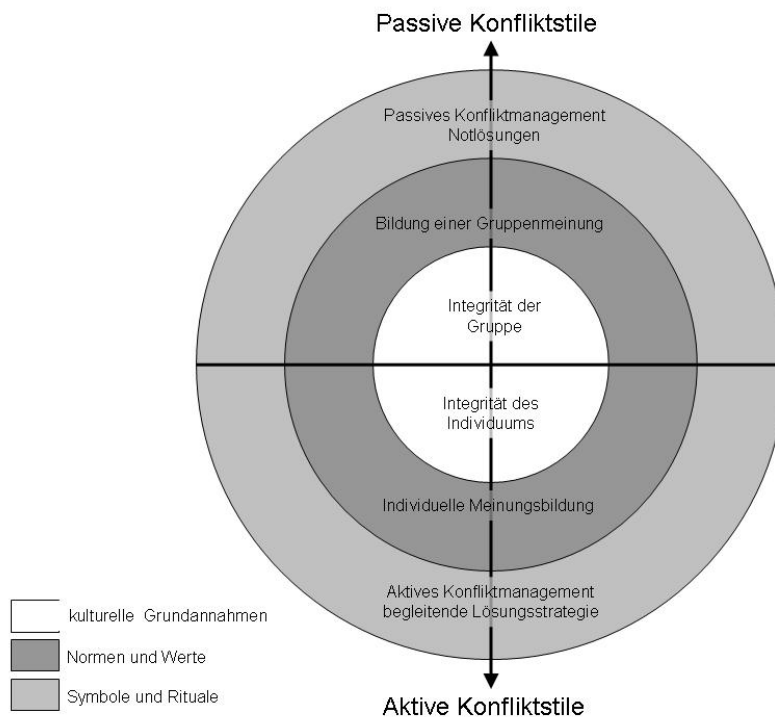 Passive Konfliktstile
Passives Konfliktmanagement
Notlösungen
Bildung einer Gruppenmeinung
Integrität der
Gruppe
Integrität des
Individuums
Individuelle Meinungsbildung
Aktives Konfliktmanagement
begleitende Lösungsstrategie
Aktive Konfliktstile
kulturelle Grundannahmen
Normen und Werte
Symbole und Rituale